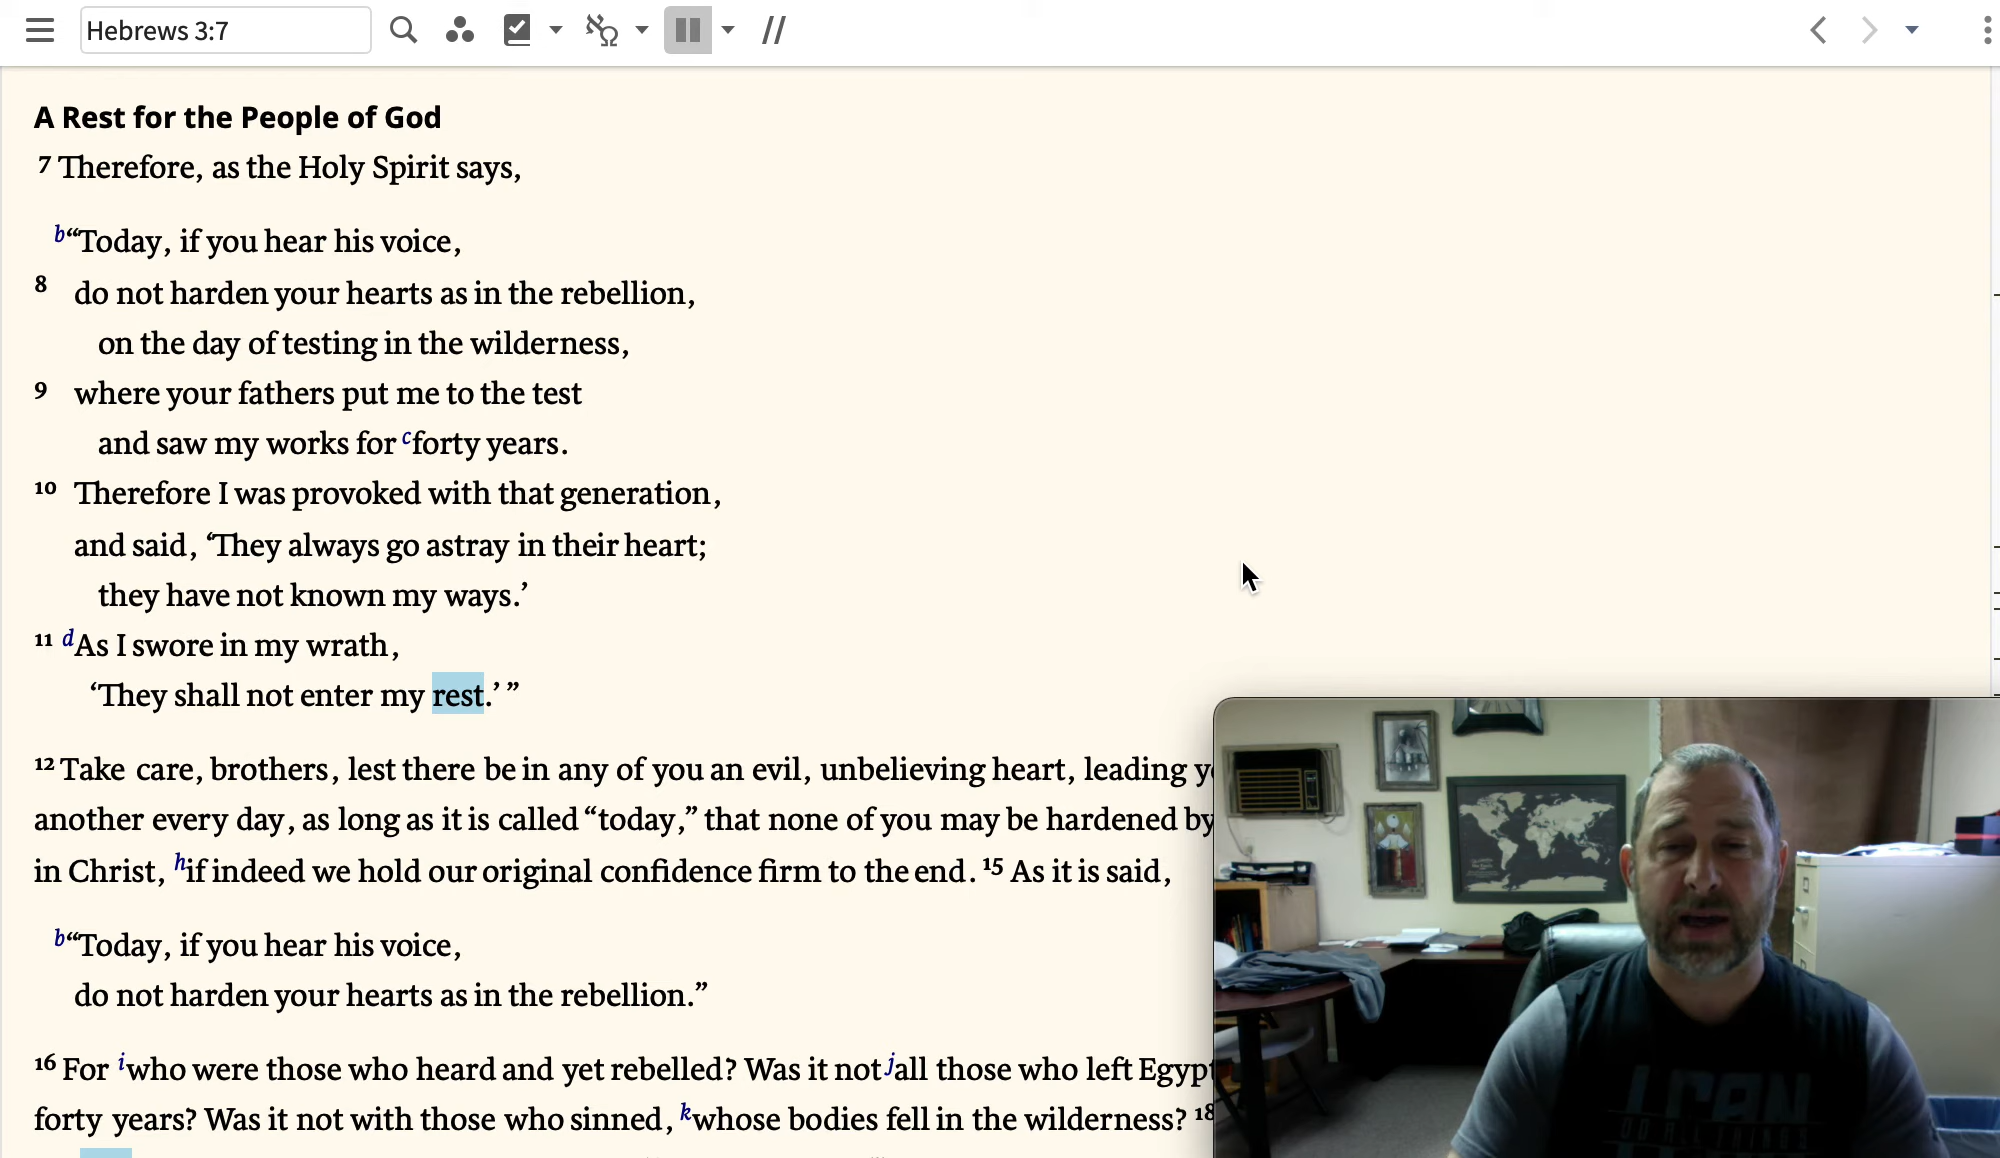 Hebrews 3:7
A Rest for the People of God
7 Therefore, as the Holy Spirit says,
b“Today, if you hear his voice,
8 do not harden your hearts as in the rebellion,
on the day of testing in the wilderness,
9 where your fathers put me to the test
and saw my works for cforty years.
10 Therefore I was provoked with that generation,
and said, ‘They always go astray in their heart;
they have not known my ways.’
11 dAs I swore in my wrath,
‘They shall not enter my rest.’ ”
12 Take care, brothers, lest there be in any of you an evil, unbelieving heart, leading
another every day, as long as it is called “today,” that none of you may be hardened by
in Christ, hif indeed we hold our original confidence firm to the end. 15 As it is said,
b“Today, if you hear his voice,
do not harden your hearts as in the rebellion.”
16 For iwho were those who heard and yet rebelled? Was it not jall those who left Egypt
forty years? Was it not with those who sinned, kwhose bodies fell in the wilderness? 18
I CAN
DO ALL THINGS